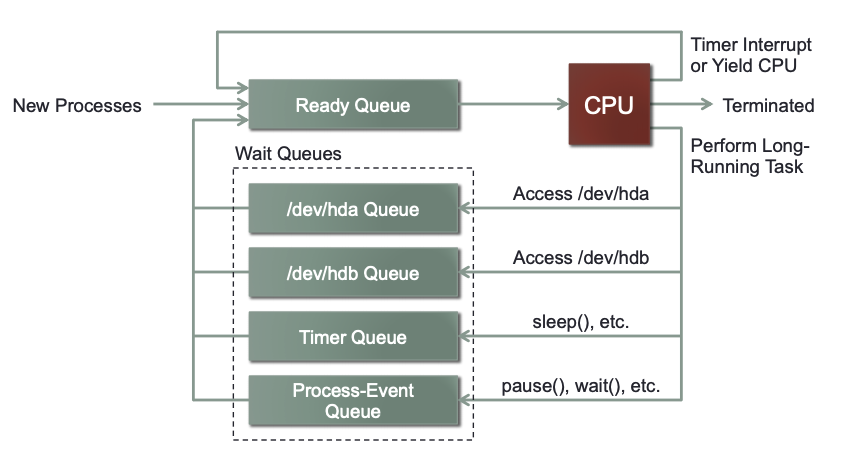 Timer Interrupt
or Yield CPU
New Processes
Ready Queue
CPU
Terminated
Perform Long-
Running Task
Wait Queues
/dev/hda Queue
Access /dev/hda
/dev/hdb Queue
Access /dev/hdb
Timer Queue
sleep(), etc.
Process-Event
Queue
pause(), wait(), etc.